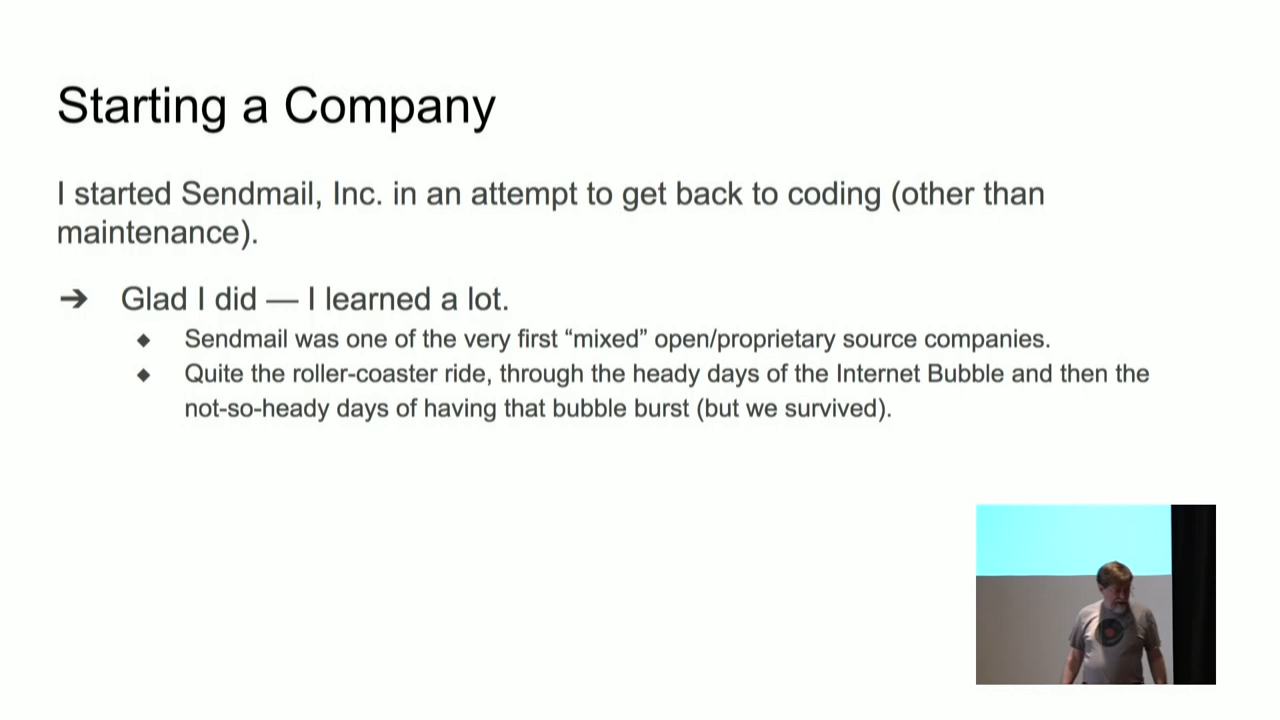 Starting a Company
I started Sendmail, Inc. in an attempt to get back to coding (other than
maintenance).
➔ Glad I did — I learned a lot.
◆ Sendmail was one of the very first “mixed” open/proprietary source companies.
◆ Quite the roller-coaster ride, through the heady days of the Internet Bubble and then the
not-so-heady days of having that bubble burst (but we survived).